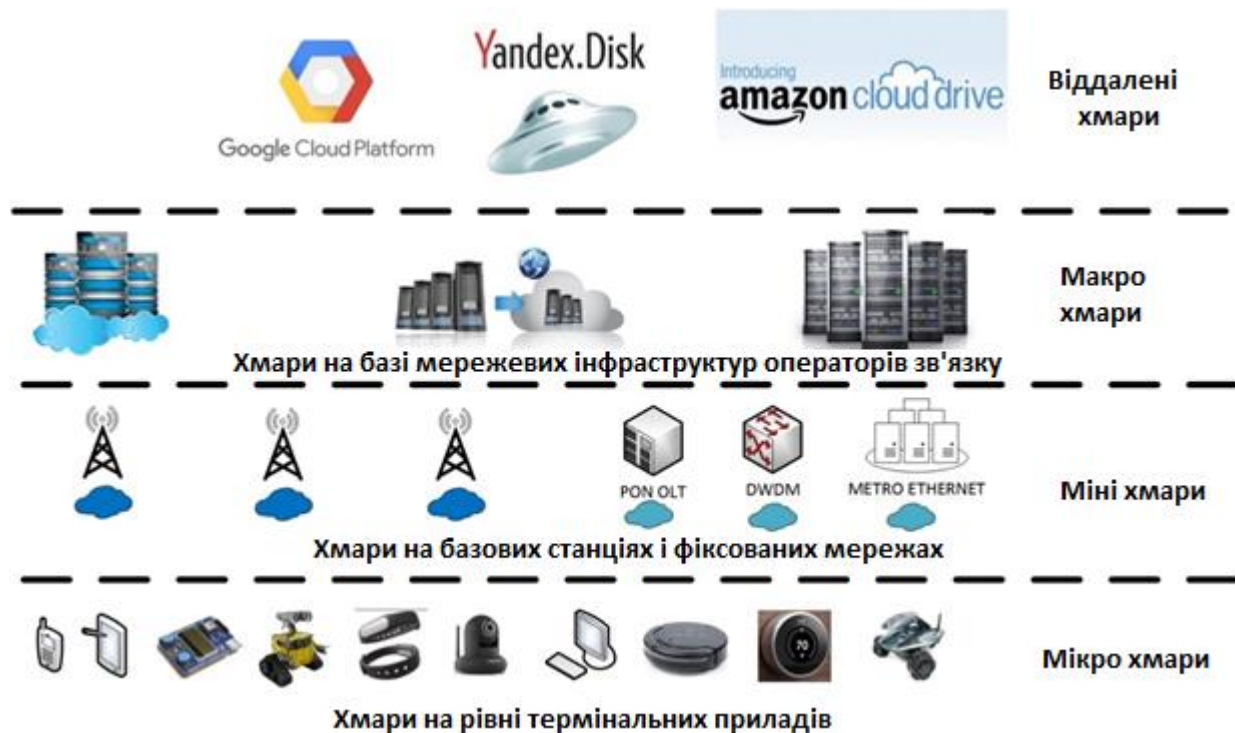 Yandex.Disk
Introducing
amazon cloud drive
Google Cloud Platform
Віддалені
хмари
Макро
хмари
Хмари на базі мережевих інфраструктур операторів зв'язку
PON OLT
DWDM
METRO ETHERNET
Міні хмари
Хмари на базових станціях і фіксованих мережах
70
Мікро хмари
Хмари на рівні термінальних приладів